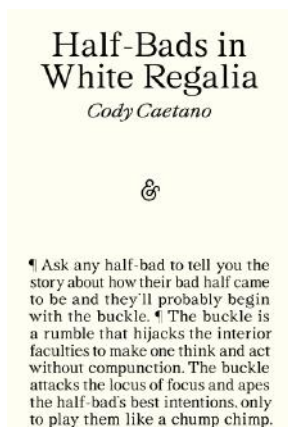 Half-Bads in
White Regalia
Cody Caetano
&
¶ Ask any half-bad to tell you the
story about how their bad half came
to be and they'll probably begin
with the buckle. ¶ The buckle is
a rumble that hijacks the interior
faculties to make one think and act
without compunction. The buckle
attacks the locus of focus and apes
the half-bad's best intentions, only
to play them like a chump chimp.